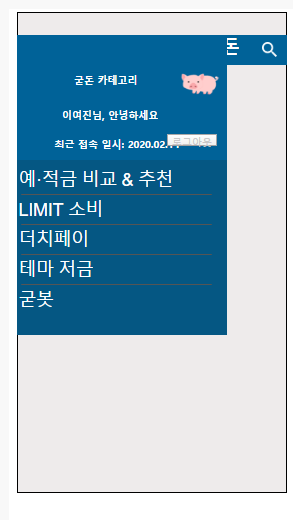 돈
굳돈 카테고리
이여진님, 안녕하세요
최근 접속 일시: 2020.02.
로그아웃
예·적금 비교 & 추천
LIMIT 소비
더치페이
테마 저금
굳봇